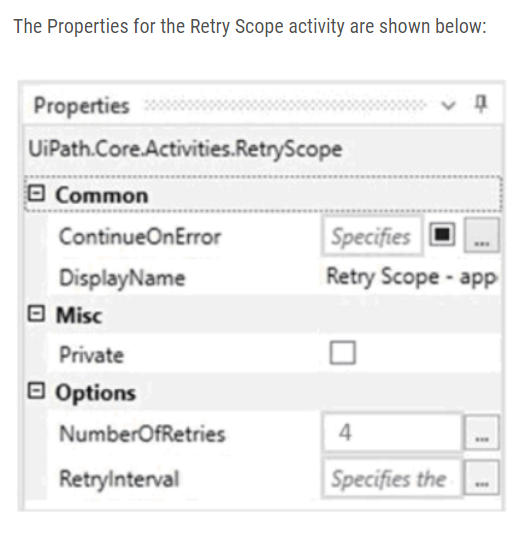 The Properties for the Retry Scope activity are shown below:
Properties
UiPath.Core.Activities.RetryScope
Common
ContinueOnError Specifies ...
DisplayName Retry Scope - app
Misc
Private
Options
NumberOfRetries 4 ...
RetryInterval Specifies the ...